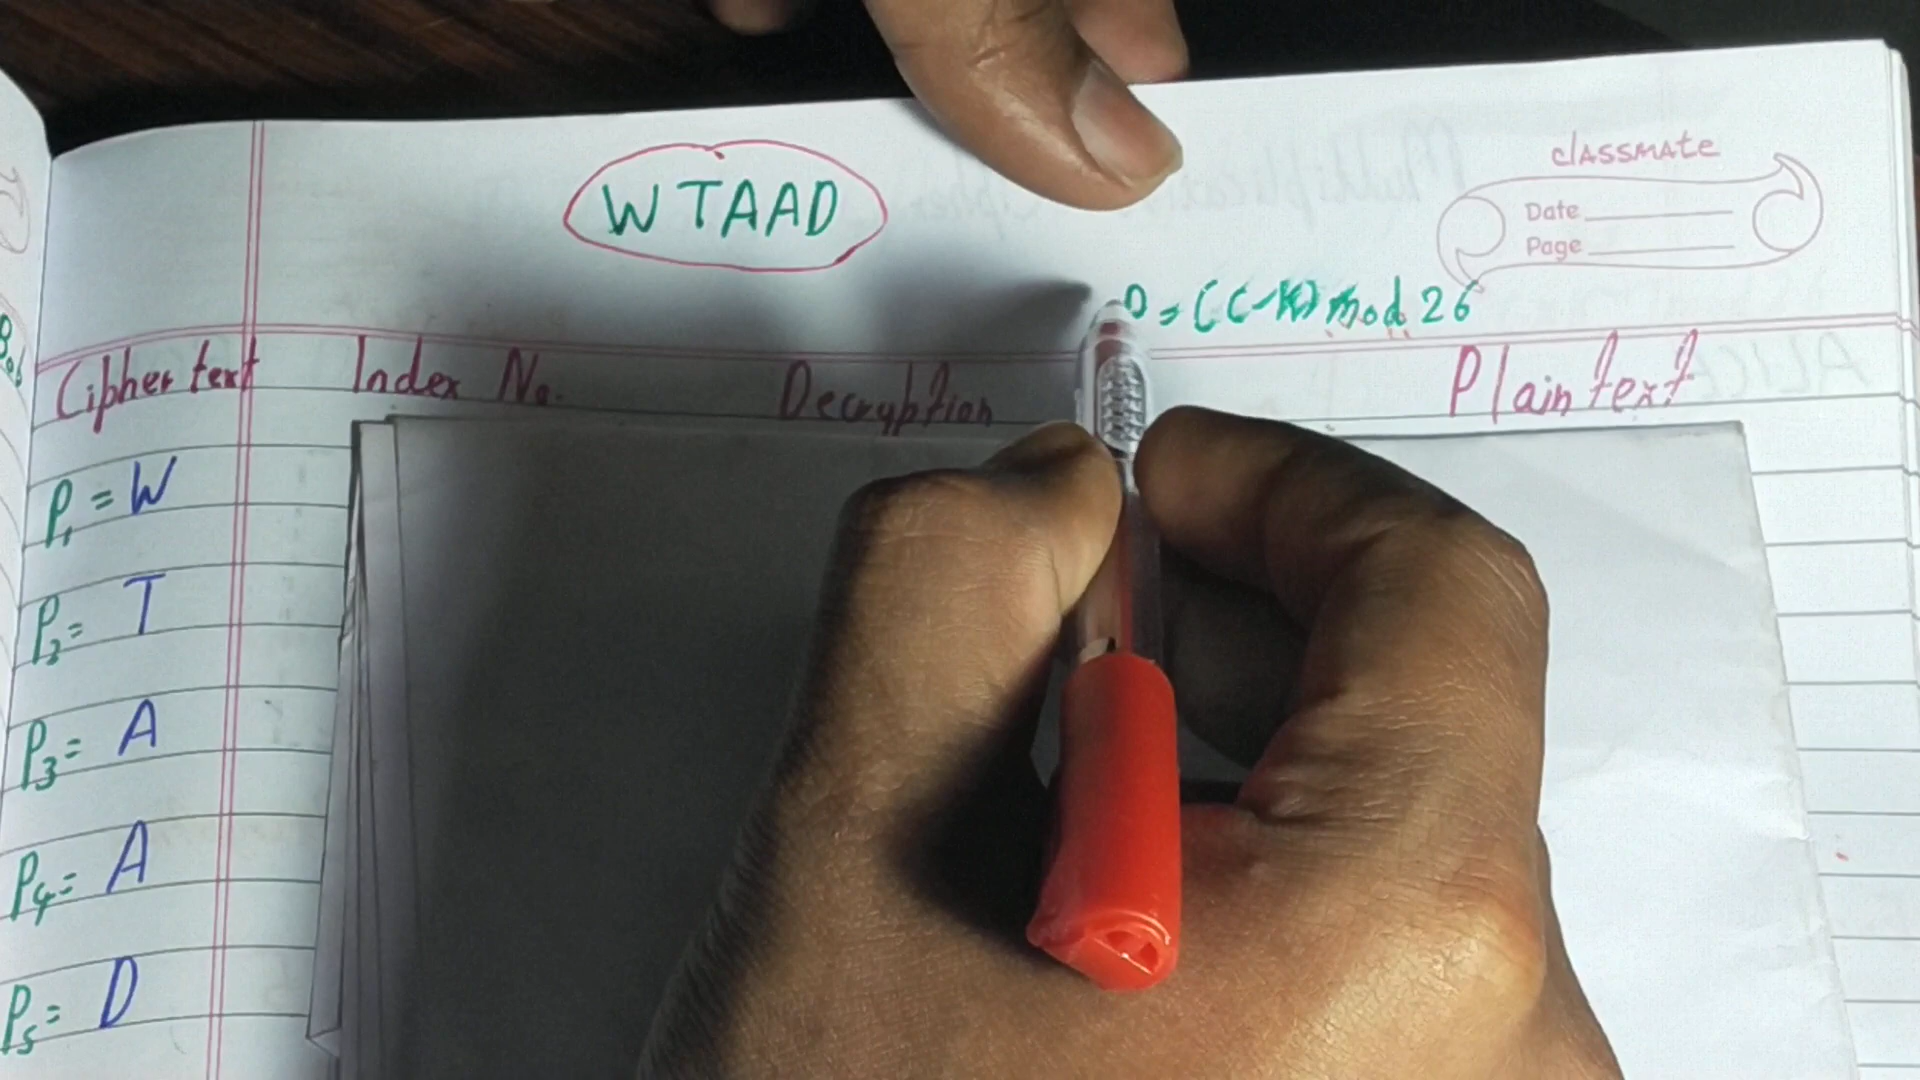 classmate
Date
Page
WTAAD
P = (C-K) mod 26
Cipher text Index No. Decryption Plain text
P1 = W
P2 = T
P3 = A
P4 = A
P5 = D